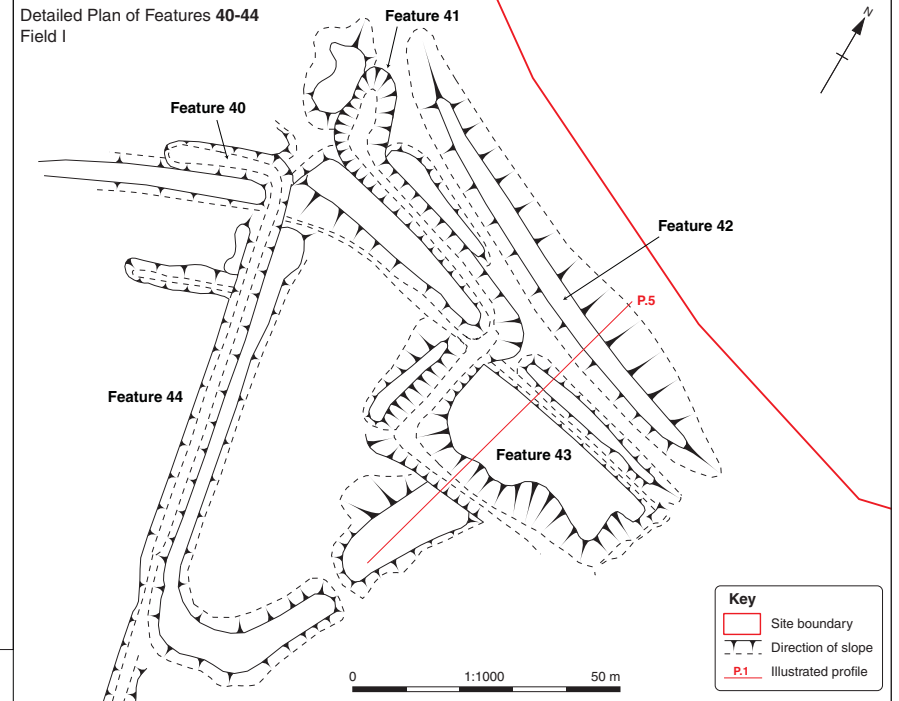 Detailed Plan of Features 40-44
Field I
Feature 41
N
Feature 40
Feature 42
P.5
Feature 44
Feature 43
Key
Site boundary
Direction of slope
P.1 Illustrated profile
0 1:1000 50 m